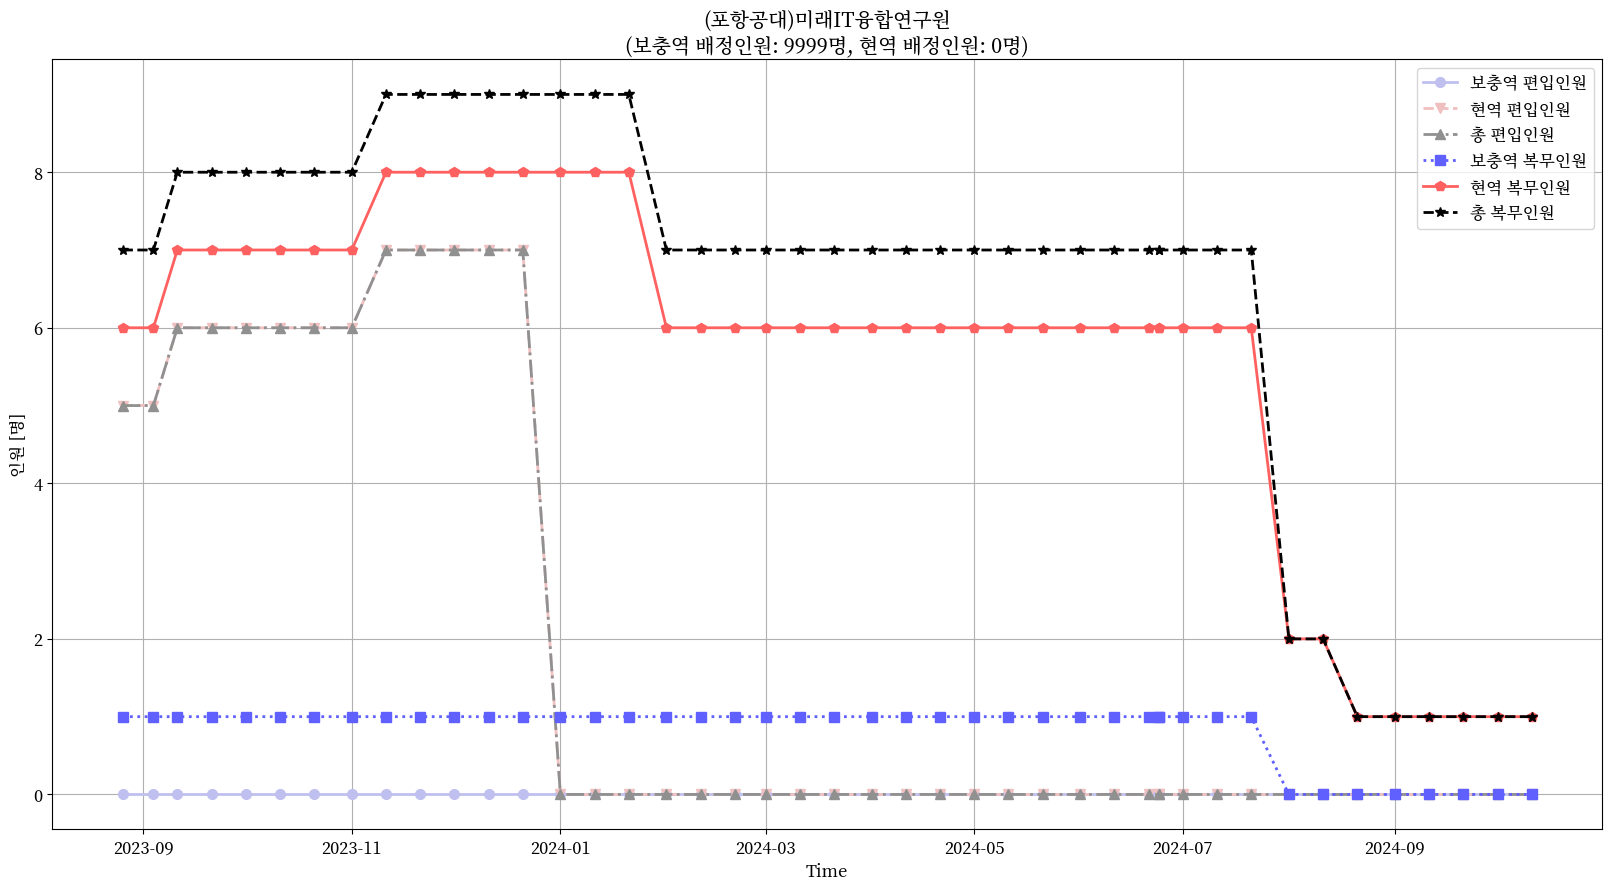 (포항공대)미래IT융합연구원
(보충역 배정인원: 9999명, 현역 배정인원: 0명)
보충역 편입인원
현역 편입인원
총 편입인원
보충역 복무인원
현역 복무인원
총 복무인원
인원 [명]
8
6
4
2
0
2023-09
2023-11
2024-01
2024-03
2024-05
2024-07
2024-09
Time